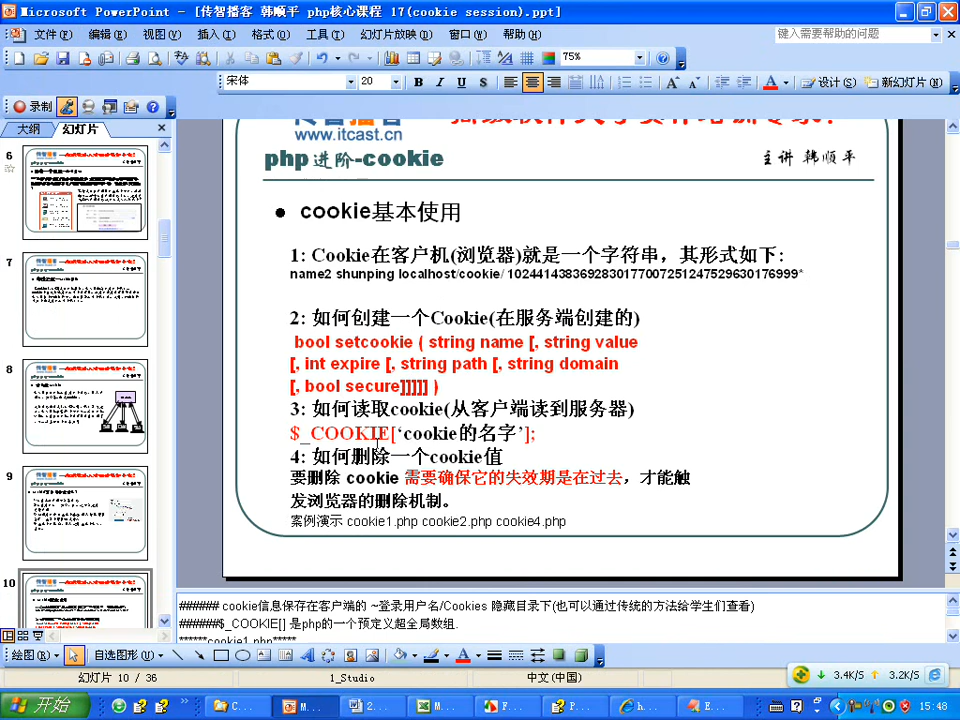 Microsoft PowerPoint - [传智播客 韩顺平 php核心课程 17(cookie session).ppt]
文件(F) 编辑(E) 视图(V) 插入(I) 格式(O) 工具(T) 幻灯片放映(D) 窗口(W) 帮助(H)
键入需要帮助的问题
75%
宋体 20 B I U S 设计(S) 新幻灯片(N)
录制
大纲 幻灯片
6
7
8
9
10
www.itcast.cn
php进阶-cookie
主讲 韩顺平
● cookie基本使用
1: Cookie在客户机(浏览器)就是一个字符串，其形式如下:
name2 shunping localhost/cookie/ 1024414383692830177007251247529630176999*
2: 如何创建一个Cookie(在服务端创建的)
bool setcookie ( string name [, string value
[, int expire [, string path [, string domain
[, bool secure]]]]] )
3: 如何读取cookie(从客户端读到服务器)
$_COOKIE[‘cookie的名字’];
4: 如何删除一个cookie值
要删除 cookie 需要确保它的失效期是在过去，才能触
发浏览器的删除机制。
案例演示 cookie1.php cookie2.php cookie4.php
###### cookie信息保存在客户端的 ~登录用户名/Cookies 隐藏目录下(也可以通过传统的方法给学生们查看)
######$_COOKIE[] 是php的一个预定义超全局数组.
******cookie1.php*****
绘图(R) 自选图形(U)
幻灯片 10 / 36 1_Studio 中文(中国)
3.4K/S 3.2K/S
开始 C... M... 2... M... F... P... h... E... 15:48